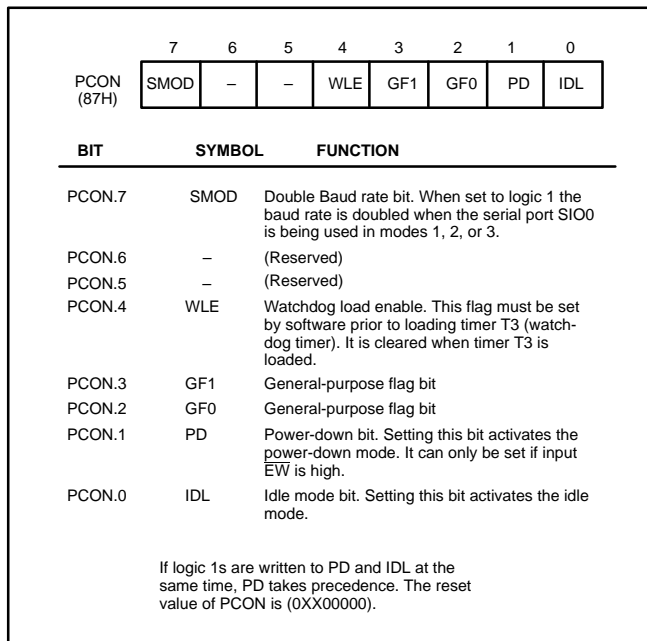 7 6 5 4 3 2 1 0
PCON SMOD – – WLE GF1 GF0 PD IDL
(87H)
BIT SYMBOL FUNCTION
PCON.7 SMOD Double Baud rate bit. When set to logic 1 the
baud rate is doubled when the serial port SIO0
is being used in modes 1, 2, or 3.
PCON.6 – (Reserved)
PCON.5 – (Reserved)
PCON.4 WLE Watchdog load enable. This flag must be set
by software prior to loading timer T3 (watch-
dog timer). It is cleared when timer T3 is
loaded.
PCON.3 GF1 General-purpose flag bit
PCON.2 GF0 General-purpose flag bit
PCON.1 PD Power-down bit. Setting this bit activates the
power-down mode. It can only be set if input
E̅W̅ is high.
PCON.0 IDL Idle mode bit. Setting this bit activates the idle
mode.
If logic 1s are written to PD and IDL at the
same time, PD takes precedence. The reset
value of PCON is (0XX00000).